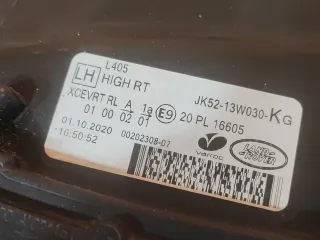 L405
LH HIGH RT JK52-13W030-KG
XCEVRT RL A 1a E9 20 PL 16605
01 00 02 01
01.10.2020 00202308-07
16:50:52 varroc LAND ROVER